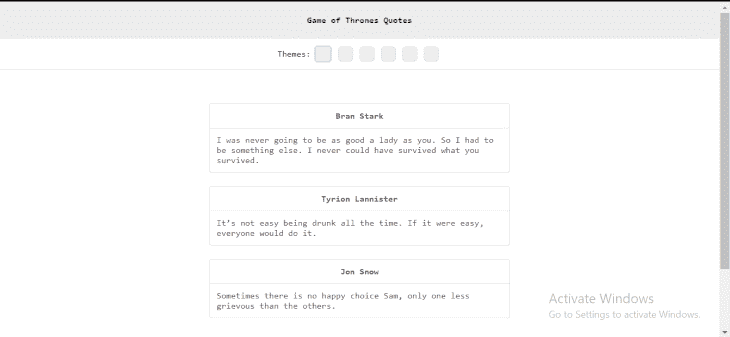 Game of Thrones Quotes
Themes:
Bran Stark
I was never going to be as good a lady as you. So I had to
be something else. I never could have survived what you
survived.
Tyrion Lannister
It's not easy being drunk all the time. If it were easy,
everyone would do it.
Jon Snow
Sometimes there is no happy choice Sam, only one less
grievous than the others.
Activate Windows
Go to Settings to activate Windows.